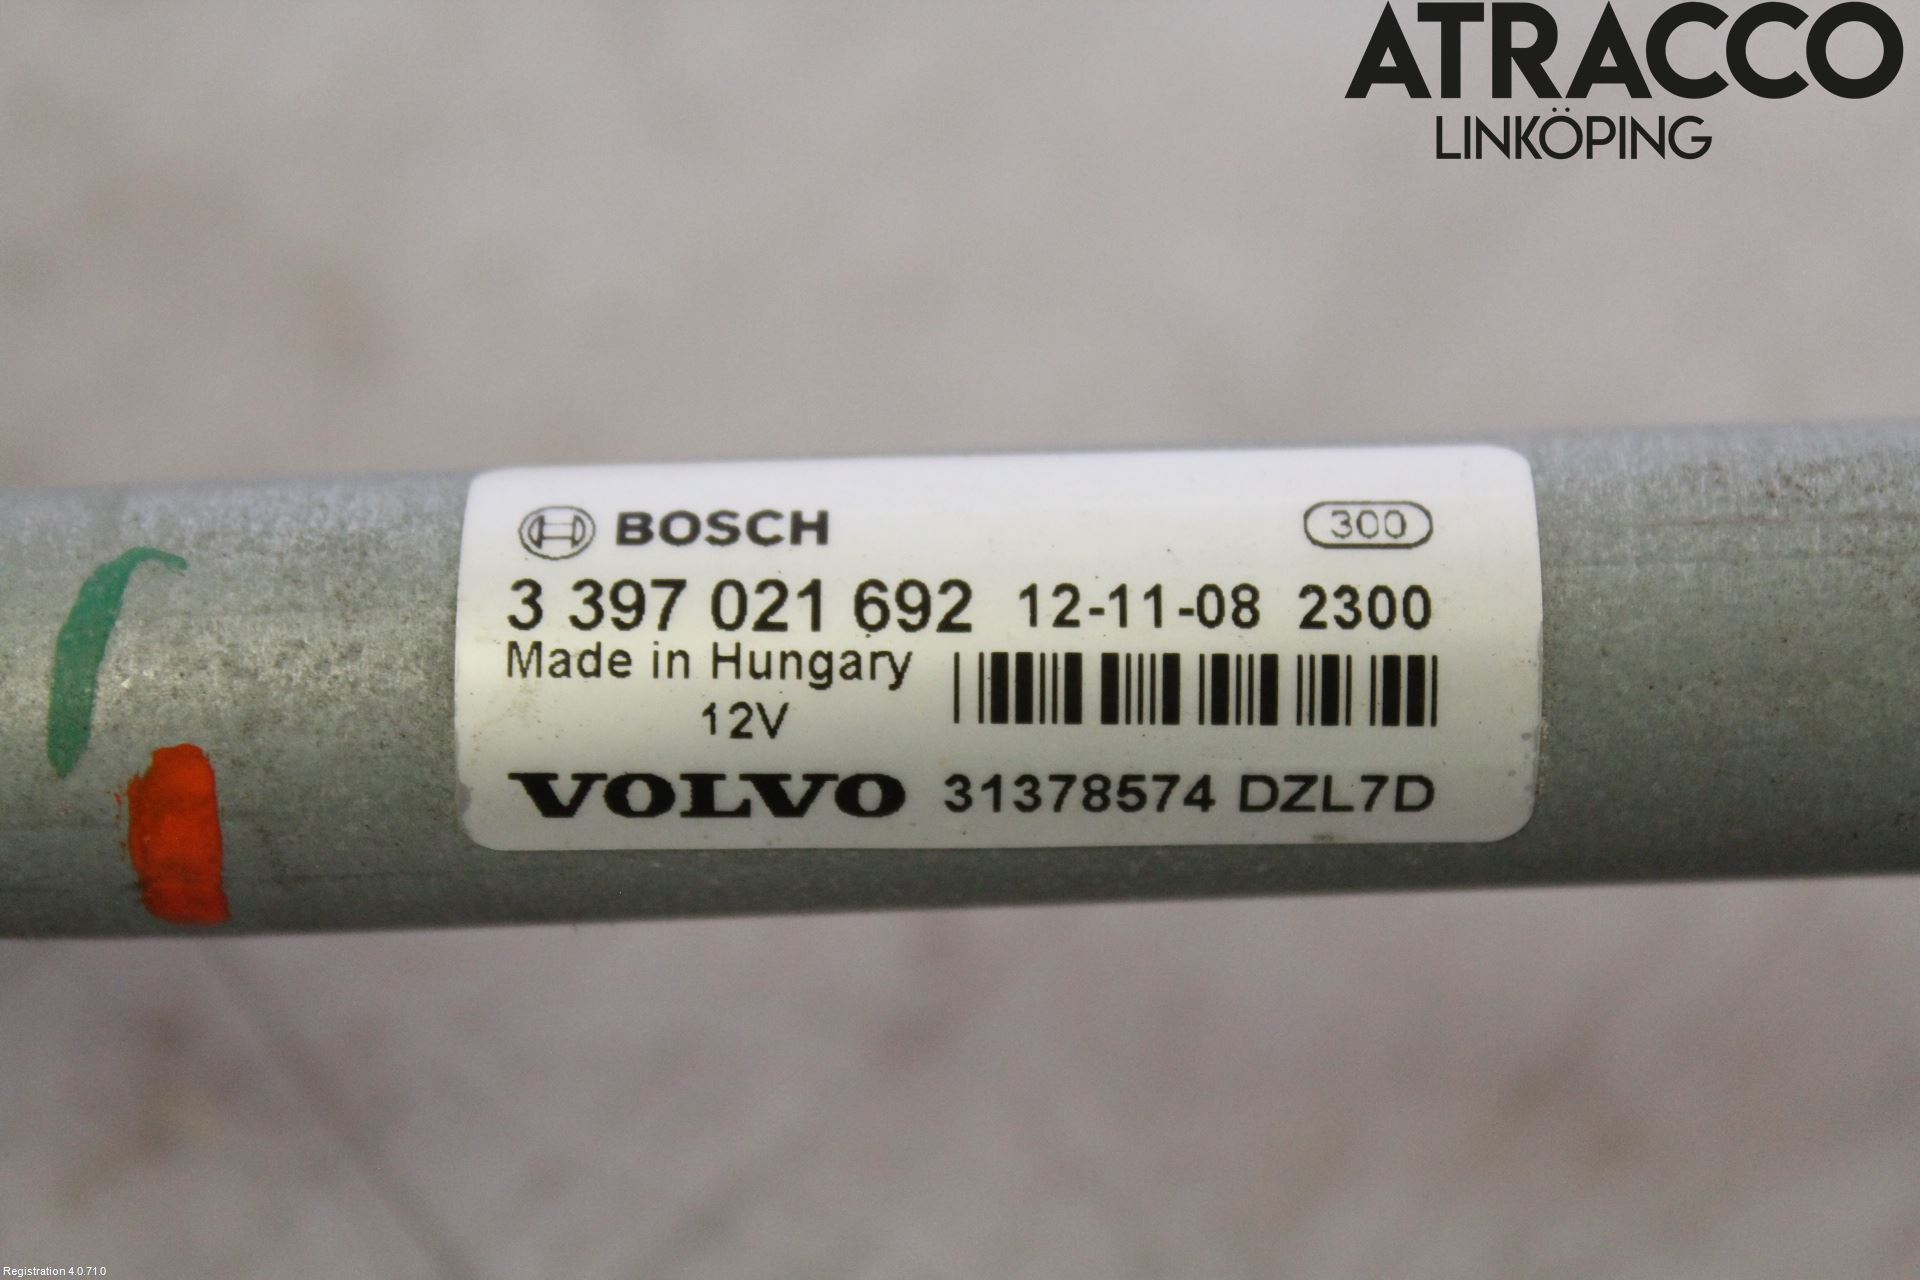 ATRACCO
LINKÖPING
BOSCH 300
3 397 021 692 12-11-08 2300
Made in Hungary
12V
VOLVO 31378574 DZL7D
Registration 4.0.71.0